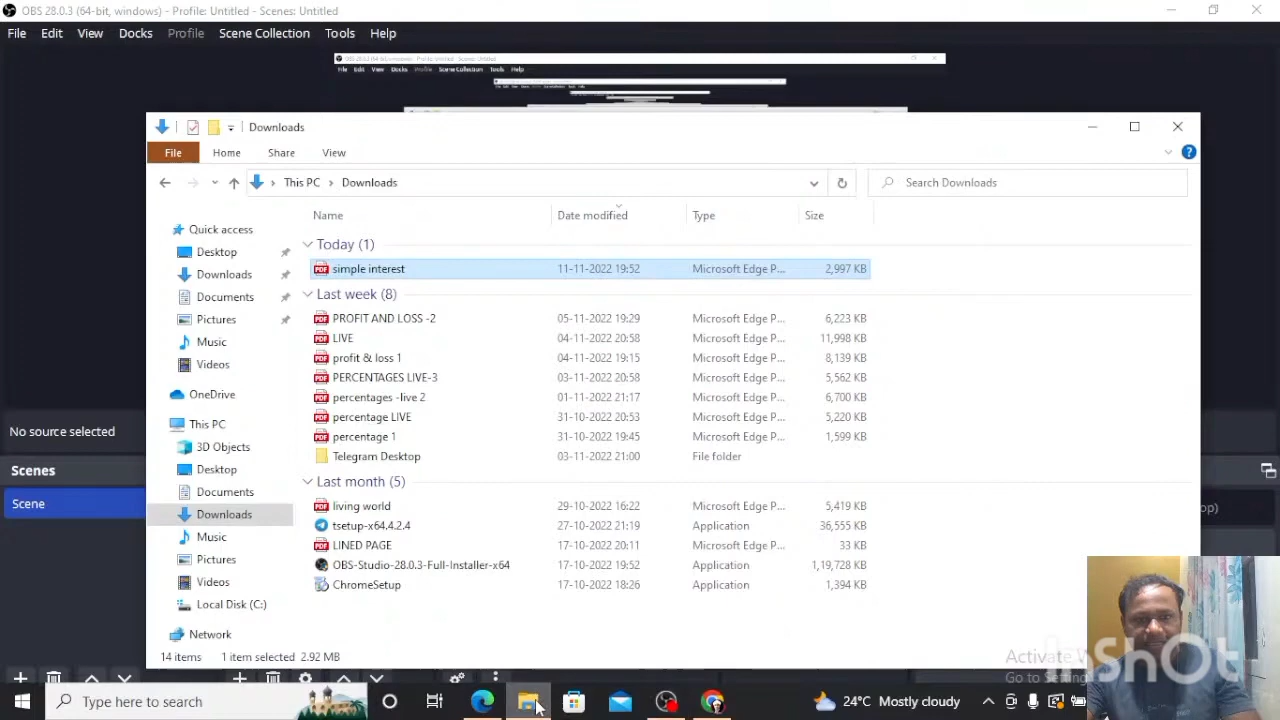 OBS 28.0.3 (64-bit, windows) - Profile: Untitled - Scenes: Untitled
File Edit View Docks Profile Scene Collection Tools Help
File Edit View Docks Profile Scene Collection Tools Help
Downloads
File Home Share View
This PC > Downloads
Search Downloads
Name Date modified Type Size
Quick access
Desktop
Downloads
Documents
Pictures
Music
Videos
OneDrive
This PC
3D Objects
Desktop
Documents
Downloads
Music
Pictures
Videos
Local Disk (C:)
Network
Today (1)
simple interest 11-11-2022 19:52 Microsoft Edge P... 2,997 KB
Last week (8)
PROFIT AND LOSS -2 05-11-2022 19:29 Microsoft Edge P... 6,223 KB
LIVE 04-11-2022 20:58 Microsoft Edge P... 11,998 KB
profit & loss 1 04-11-2022 19:15 Microsoft Edge P... 8,139 KB
PERCENTAGES LIVE-3 03-11-2022 20:58 Microsoft Edge P... 5,562 KB
percentages -live 2 01-11-2022 21:17 Microsoft Edge P... 6,700 KB
percentage LIVE 31-10-2022 20:53 Microsoft Edge P... 5,220 KB
percentage 1 31-10-2022 19:45 Microsoft Edge P... 1,599 KB
Telegram Desktop 03-11-2022 21:00 File folder
Last month (5)
living world 29-10-2022 16:22 Microsoft Edge P... 5,419 KB
tsetup-x64.4.2.4 27-10-2022 21:19 Application 36,555 KB
LINED PAGE 17-10-2022 20:11 Microsoft Edge P... 33 KB
OBS-Studio-28.0.3-Full-Installer-x64 17-10-2022 19:52 Application 1,19,728 KB
ChromeSetup 17-10-2022 18:26 Application 1,394 KB
14 items 1 item selected 2.92 MB
No source selected
Scenes
Scene
op)
Activate W
Go to Setting
InShOt
Type here to search
24°C Mostly cloudy